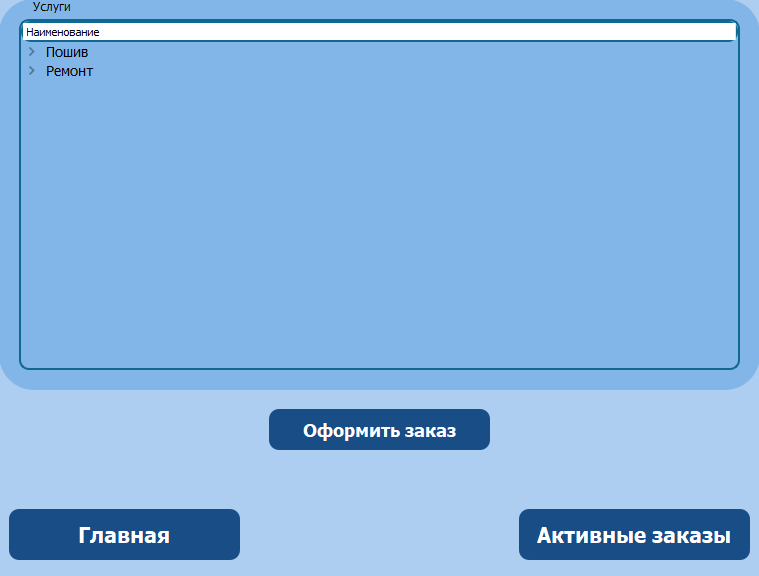 Услуги
Наименование
Пошив
Ремонт
Оформить заказ
Главная
Активные заказы